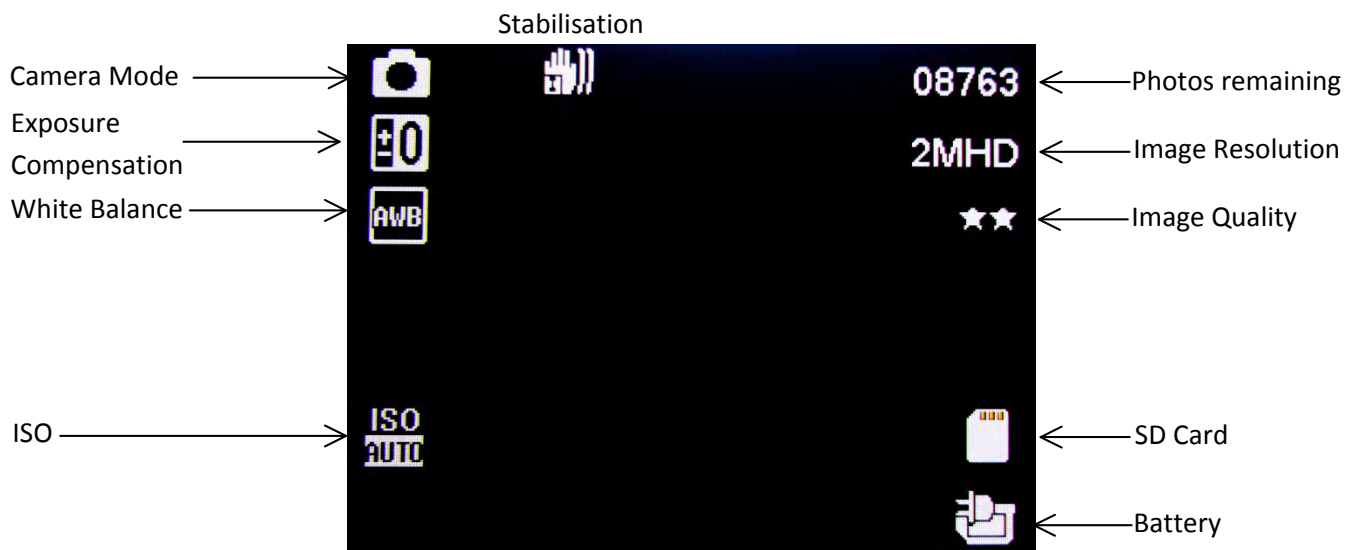 Stabilisation
Camera Mode
08763
Photos remaining
Exposure
Compensation
±0
2MHD
Image Resolution
White Balance
AWB
Image Quality
ISO
ISO
AUTO
SD Card
Battery